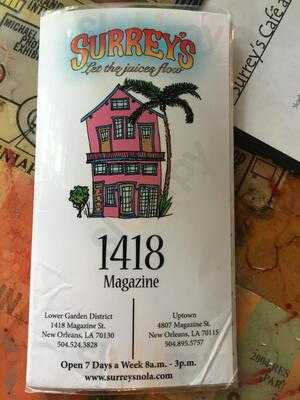 SURREY'S
Let the juices flow
1418
Magazine
Lower Garden District
1418 Magazine St.
New Orleans, LA 70130
504.524.3828
Uptown
4807 Magazine St.
New Orleans, LA 70115
504.895.5757
Open 7 Days a Week 8a.m. - 3p.m.
www.surreysnola.com
Surrey's Café a
MICHAEL